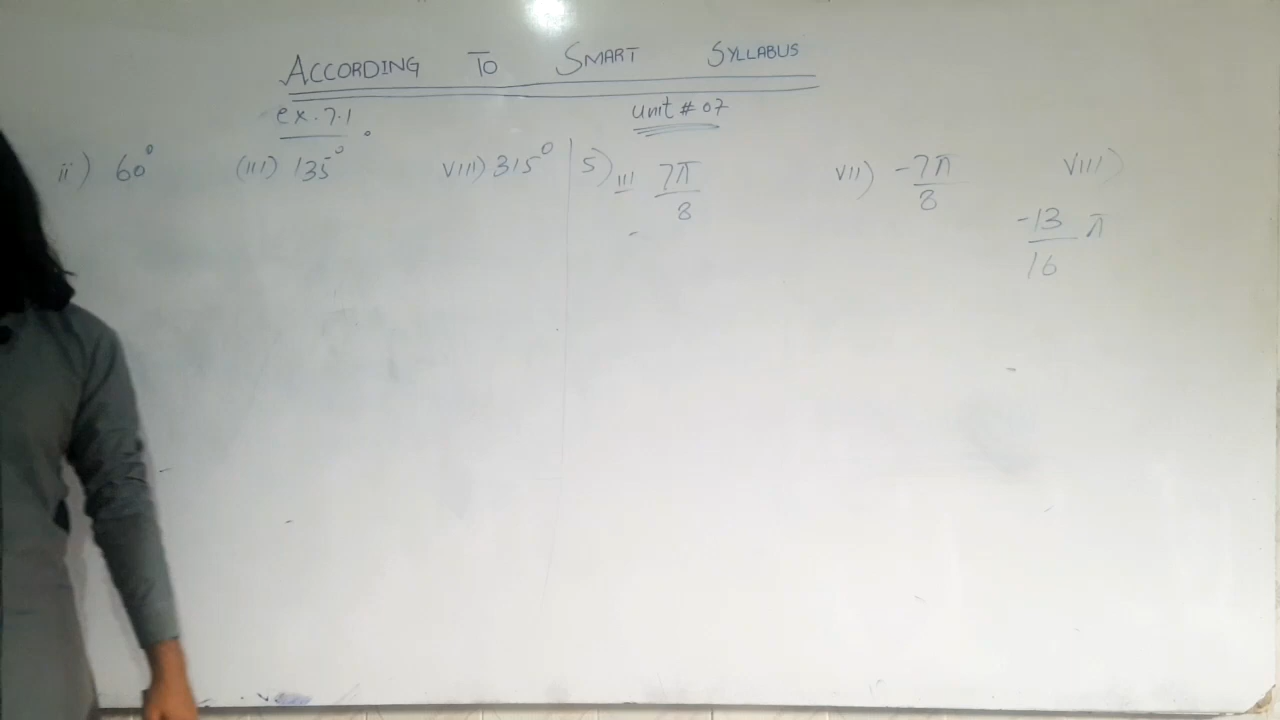 ACCORDING TO SMART SYLLABUS
ex.7.1 unit # 07
ii) 60° (iii) 135° viii) 315° 5) iii 7π/8 vii) -7π/8 viii)
-13/16 π